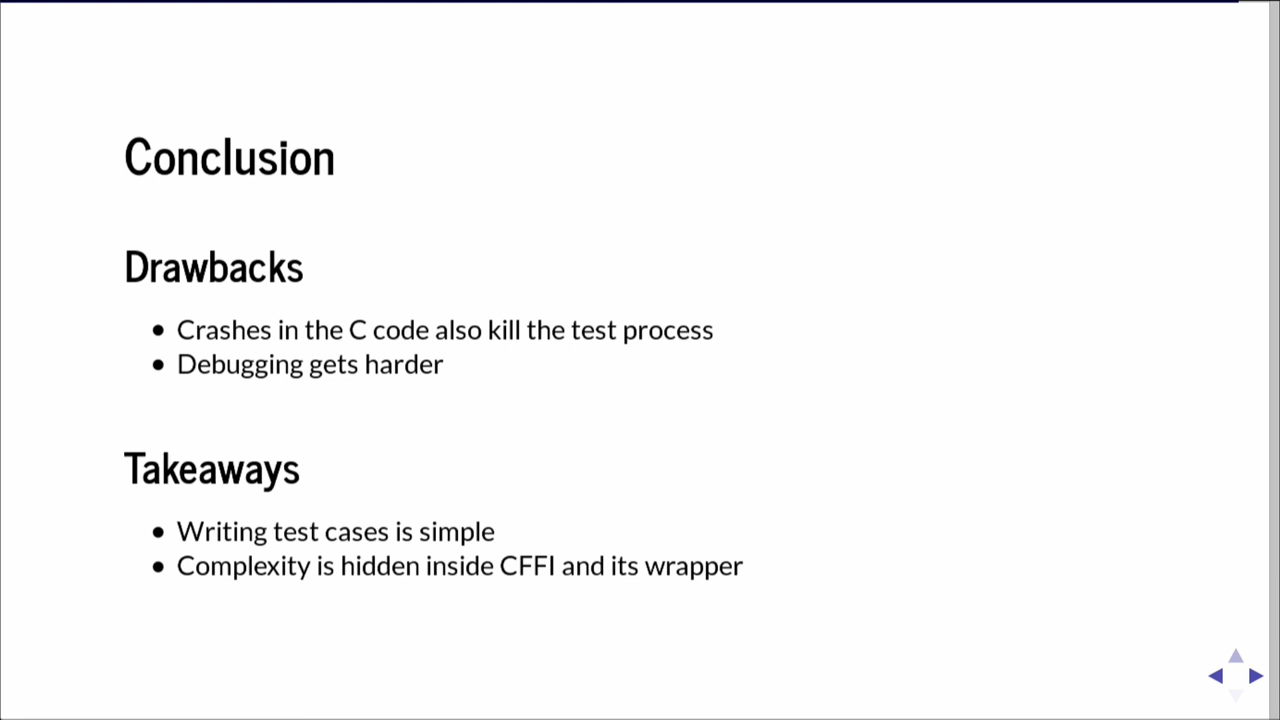 Conclusion
Drawbacks
• Crashes in the C code also kill the test process
• Debugging gets harder
Takeaways
• Writing test cases is simple
• Complexity is hidden inside CFFI and its wrapper